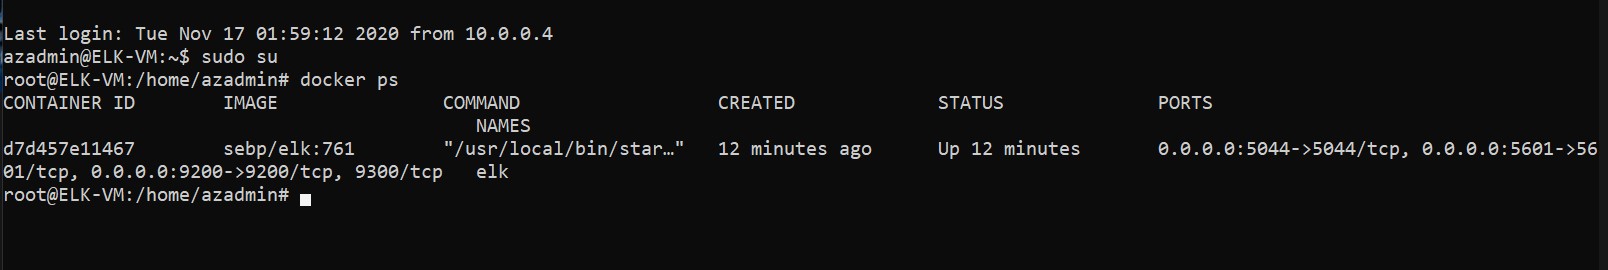 Last login: Tue Nov 17 01:59:12 2020 from 10.0.0.4
azadmin@ELK-VM:~$ sudo su
root@ELK-VM:/home/azadmin# docker ps
CONTAINER ID        IMAGE               COMMAND                  CREATED             STATUS              PORTS
                                           NAMES
d7d457e11467        sebp/elk:761        "/usr/local/bin/star…"   12 minutes ago      Up 12 minutes       0.0.0.0:5044->5044/tcp, 0.0.0.0:5601->56
01/tcp, 0.0.0.0:9200->9200/tcp, 9300/tcp   elk
root@ELK-VM:/home/azadmin#